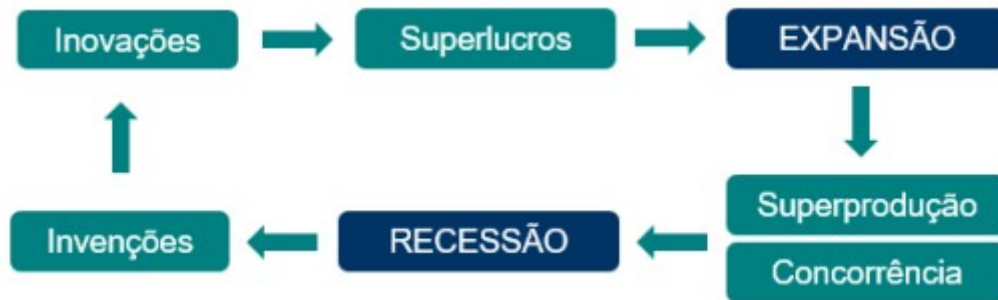 Inovações
Superlucros
EXPANSÃO
Superprodução
Concorrência
RECESSÃO
Invenções